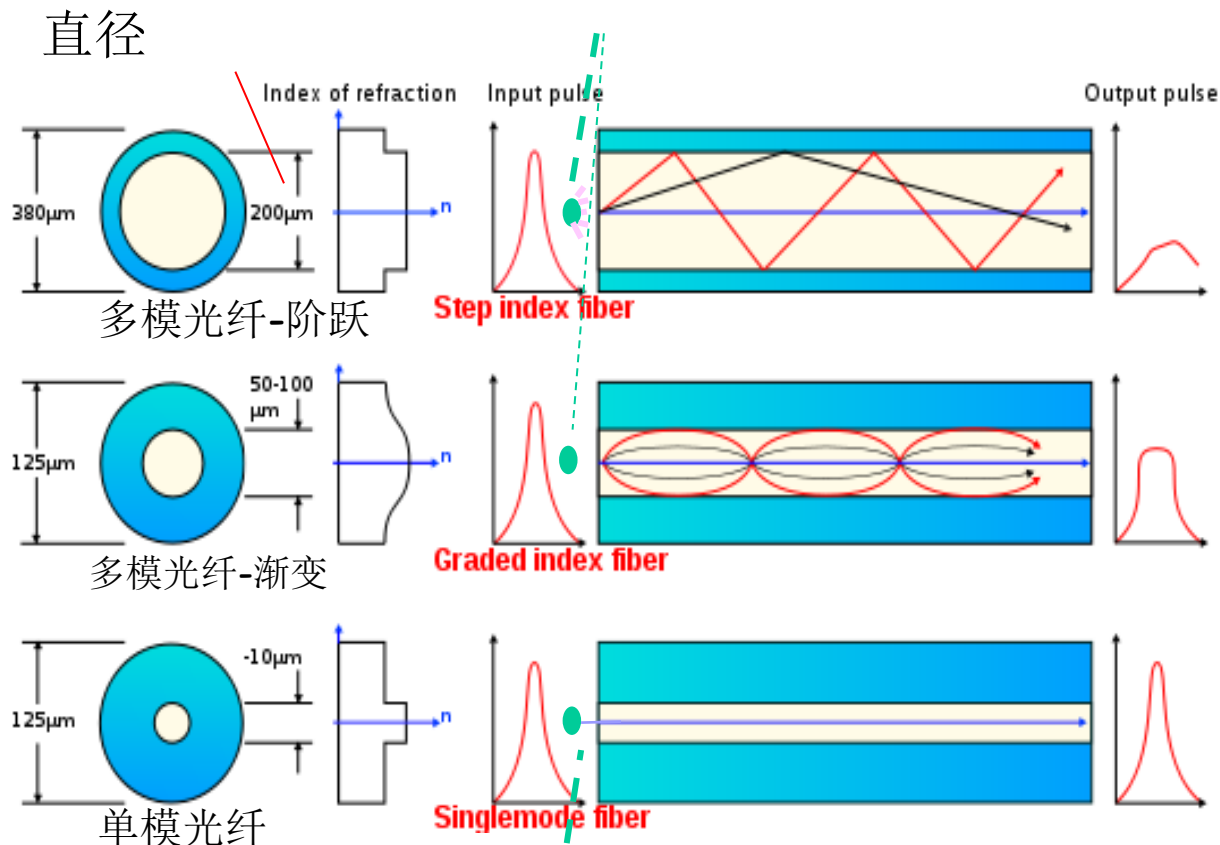 直径
Index of refraction Input pulse Output pulse
380µm 200µm n
多模光纤-阶跃 Step index fiber
50-100
µm
125µm n
多模光纤-渐变 Graded index fiber
-10µm
125µm n
单模光纤 Singlemode fiber